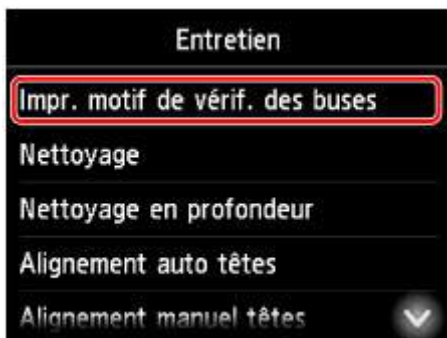 Entretien
Impr. motif de vérif. des buses
Nettoyage
Nettoyage en profondeur
Alignement auto têtes
Alignement manuel têtes